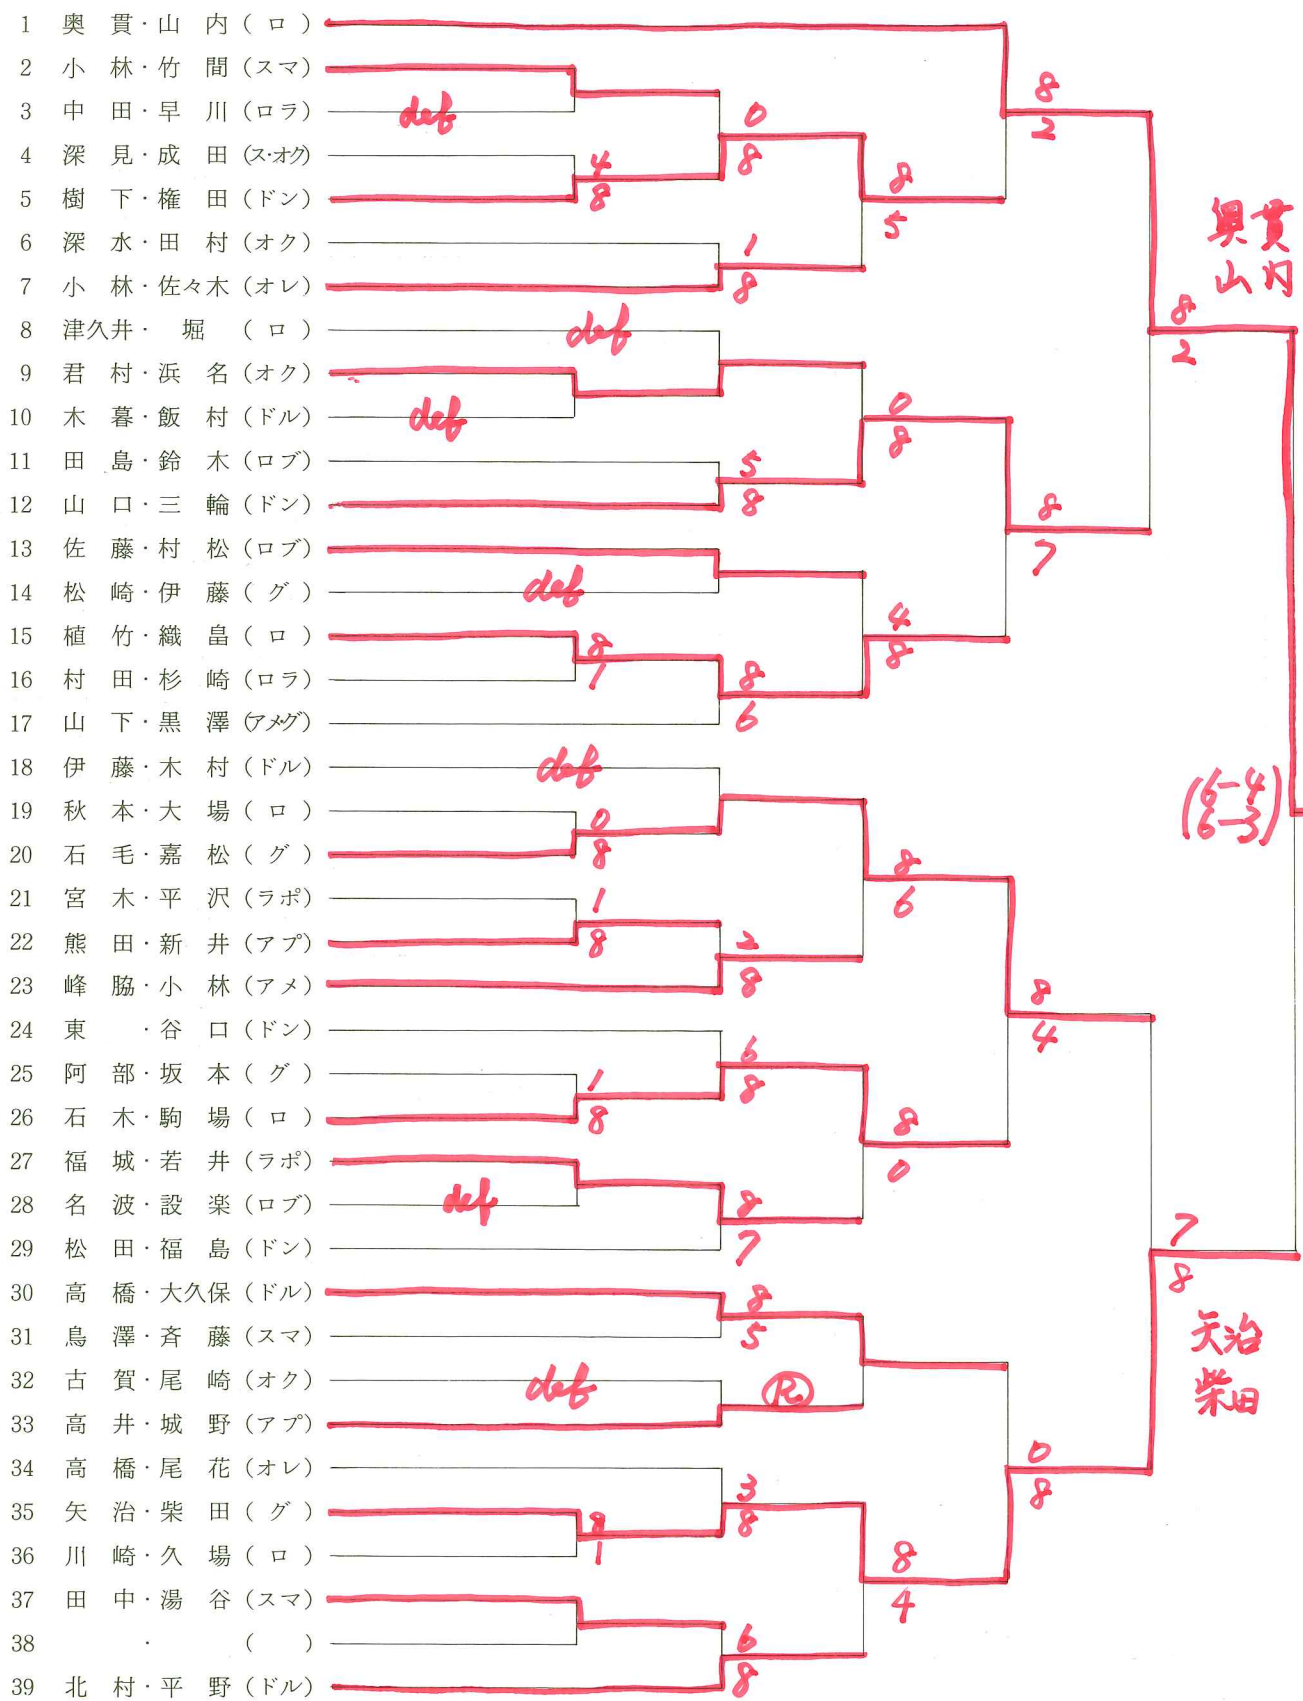 1 奥 貫・山 内 ( ロ )
2 小 林・竹 間 (スマ)
3 中 田・早 川 (ロラ) def
4 深 見・成 田 (ス・オク)
5 樹 下・権 田 (ドン)
6 深 水・田 村 (オク)
7 小 林・佐々木 (オレ)
8 津久井・ 堀 ( ロ ) def
9 君 村・浜 名 (オク)
10 木 暮・飯 村 (ドル) def
11 田 島・鈴 木 (ロブ)
12 山 口・三 輪 (ドン)
13 佐 藤・村 松 (ロブ)
14 松 崎・伊 藤 ( グ ) def
15 植 竹・織 畠 ( ロ )
16 村 田・杉 崎 (ロラ)
17 山 下・黒 澤 (アメ・グ)
18 伊 藤・木 村 (ドル) def
19 秋 本・大 場 ( ロ )
20 石 毛・嘉 松 ( グ )
21 宮 木・平 沢 (ラポ)
22 熊 田・新 井 (アプ)
23 峰 脇・小 林 (アメ)
24 東 ・谷 口 (ドン)
25 阿 部・坂 本 ( グ )
26 石 木・駒 場 ( ロ )
27 福 城・若 井 (ラポ)
28 名 波・設 楽 (ロブ) def
29 松 田・福 島 (ドン)
30 高 橋・大久保 (ドル)
31 鳥 澤・斉 藤 (スマ)
32 古 賀・尾 崎 (オク) def
33 高 井・城 野 (アプ)
34 高 橋・尾 花 (オレ)
35 矢 治・柴 田 ( グ )
36 川 崎・久 場 ( ロ )
37 田 中・湯 谷 (スマ)
38 ・ ( )
39 北 村・平 野 (ドル)
4
8
8
1
0
8
1
8
1
8
8
1
0
8
1
8
5
8
8
6
2
8
6
8
8
7
8
5
R
3
8
6
8
8
5
0
8
4
8
8
6
8
0
8
4
8
2
8
7
8
4
0
8
8
2
7
8
奥貫
山内
(6-4
6-3)
矢治
柴田